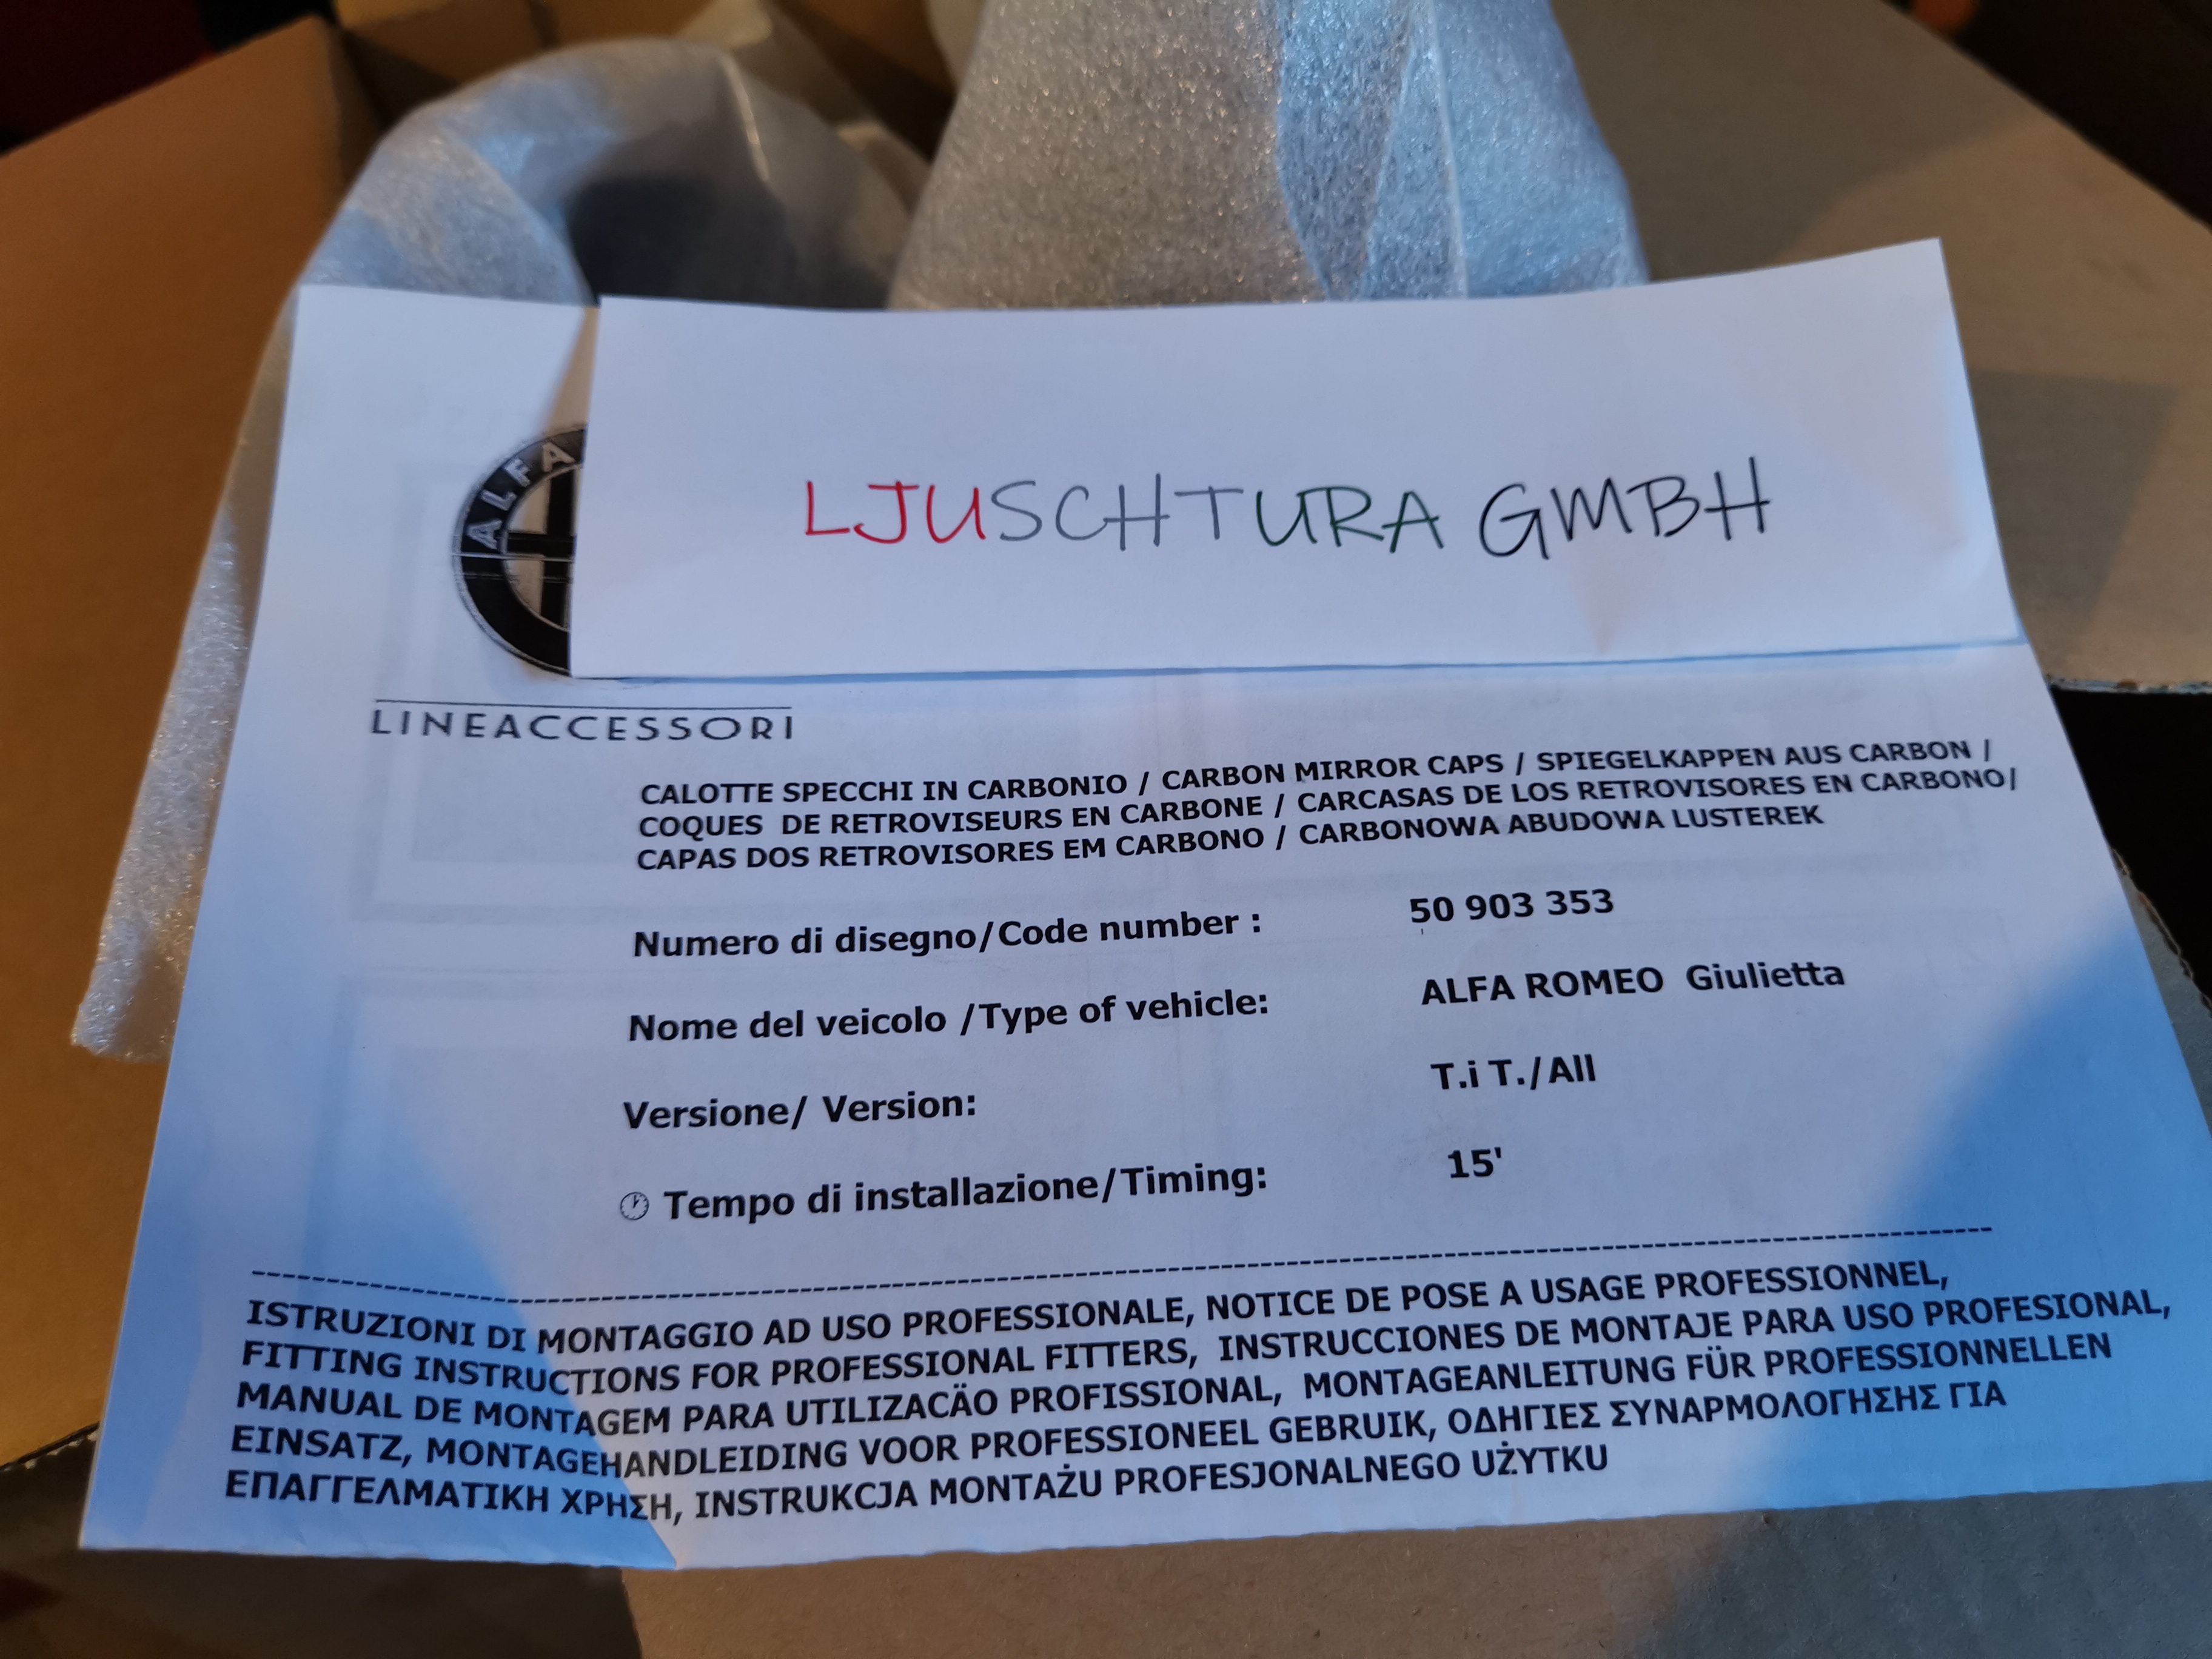 LJUSCHTURA GMBH
ALFA
LINEACCESSORI
CALOTTE SPECCHI IN CARBONIO / CARBON MIRROR CAPS / SPIEGELKAPPEN AUS CARBON /
COQUES DE RETROVISEURS EN CARBONE / CARCASAS DE LOS RETROVISORES EN CARBONO/
CAPAS DOS RETROVISORES EM CARBONO / CARBONOWA ABUDOWA LUSTEREK
Numero di disegno/Code number : 50 903 353
Nome del veicolo /Type of vehicle: ALFA ROMEO Giulietta
Versione/ Version: T.i T./All
Tempo di installazione/Timing: 15'
ISTRUZIONI DI MONTAGGIO AD USO PROFESSIONALE, NOTICE DE POSE A USAGE PROFESSIONNEL,
FITTING INSTRUCTIONS FOR PROFESSIONAL FITTERS, INSTRUCCIONES DE MONTAJE PARA USO PROFESIONAL,
MANUAL DE MONTAGEM PARA UTILIZACÄO PROFISSIONAL, MONTAGEANLEITUNG FÜR PROFESSIONNELLEN
EINSATZ, MONTAGEHANDLEIDING VOOR PROFESSIONEEL GEBRUIK, ΟΔΗΓΙΕΣ ΣΥΝΑΡΜΟΛΟΓΗΣΗΣ ΓΙΑ
ΕΠΑΓΓΕΛΜΑΤΙΚΗ ΧΡΗΣΗ, INSTRUKCJA MONTAŻU PROFESJONALNEGO UŻYTKU